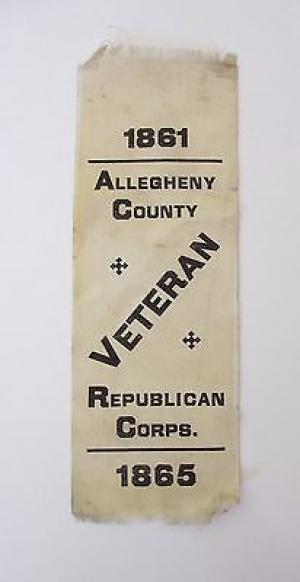 1861
ALLEGHENY
COUNTY
VETERAN
REPUBLICAN
CORPS.
1865